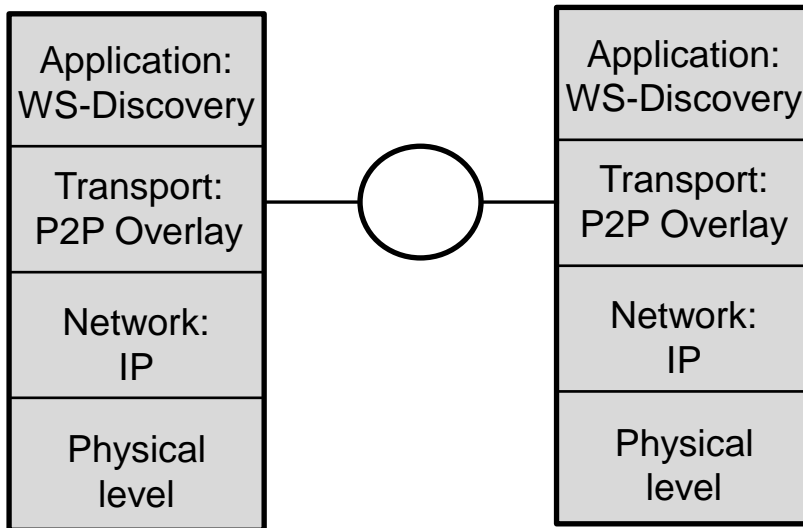 Application:
WS-Discovery
Transport:
P2P Overlay
Network:
IP
Physical
level
Application:
WS-Discovery
Transport:
P2P Overlay
Network:
IP
Physical
level